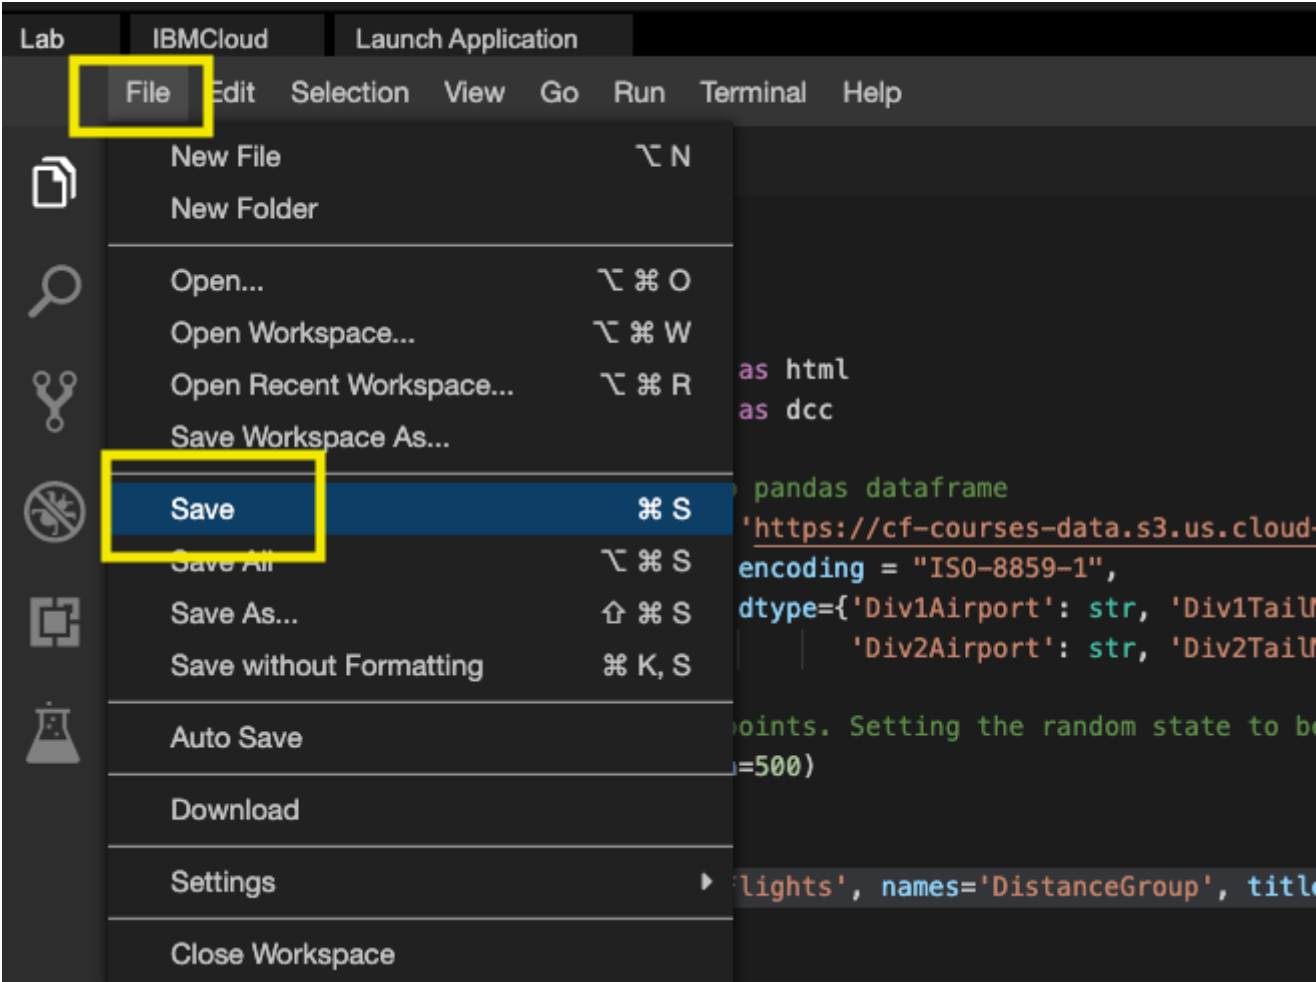 Lab IBMCloud Launch Application
File Edit Selection View Go Run Terminal Help
New File ⌥ N
New Folder
Open... ⌥ ⌘ O
Open Workspace... ⌥ ⌘ W
Open Recent Workspace... ⌥ ⌘ R
as html
as dcc
Save Workspace As...
pandas dataframe
Save ⌘ S
'https://cf-courses-data.s3.us.cloud-
Save All ⌥ ⌘ S
encoding = "ISO-8859-1",
Save As... ⇧ ⌘ S
dtype={'Div1Airport': str, 'Div1Tail
Save without Formatting ⌘ K, S
'Div2Airport': str, 'Div2Tail
Auto Save
points. Setting the random state to be
=500)
Download
Settings
lights', names='DistanceGroup', title
Close Workspace